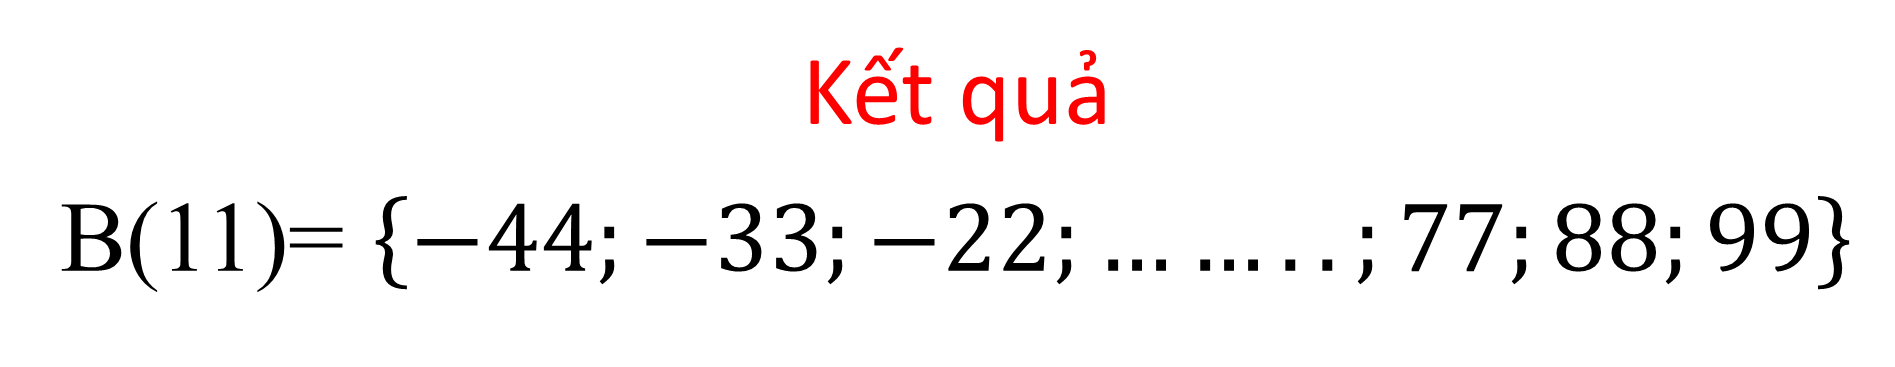 Kết quả
B(11)= {−44; −33; −22; … … . . ; 77; 88; 99}